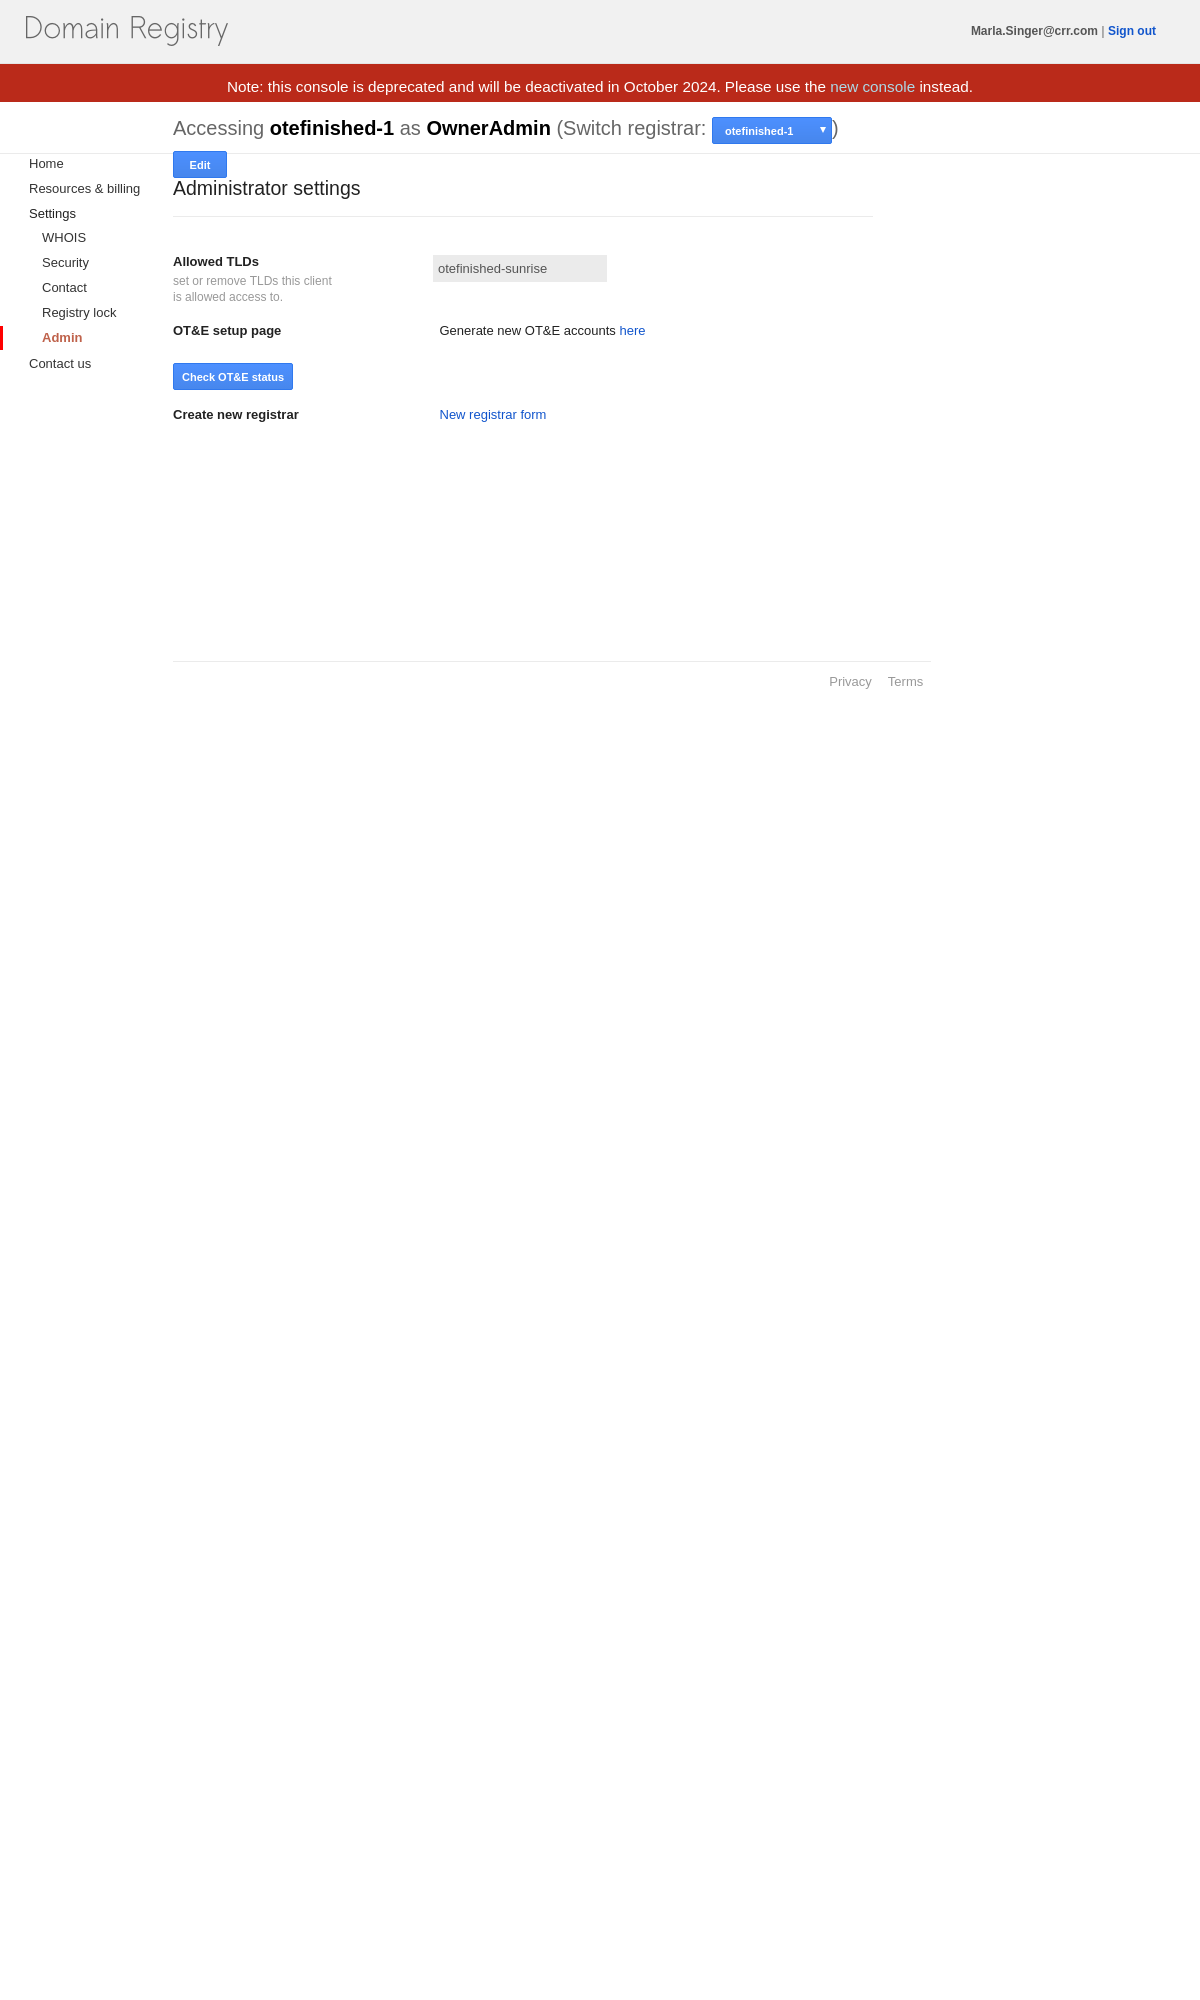 Domain Registry
Marla.Singer@crr.com | Sign out
Note: this console is deprecated and will be deactivated in October 2024. Please use the new console instead.
Accessing otefinished-1 as OwnerAdmin (Switch registrar: otefinished-1 ▼)
Home
Resources & billing
Settings
WHOIS
Security
Contact
Registry lock
Admin
Contact us
Edit
Administrator settings
Allowed TLDs
set or remove TLDs this client
is allowed access to.
otefinished-sunrise
OT&E setup page
Generate new OT&E accounts here
Check OT&E status
Create new registrar
New registrar form
Privacy Terms